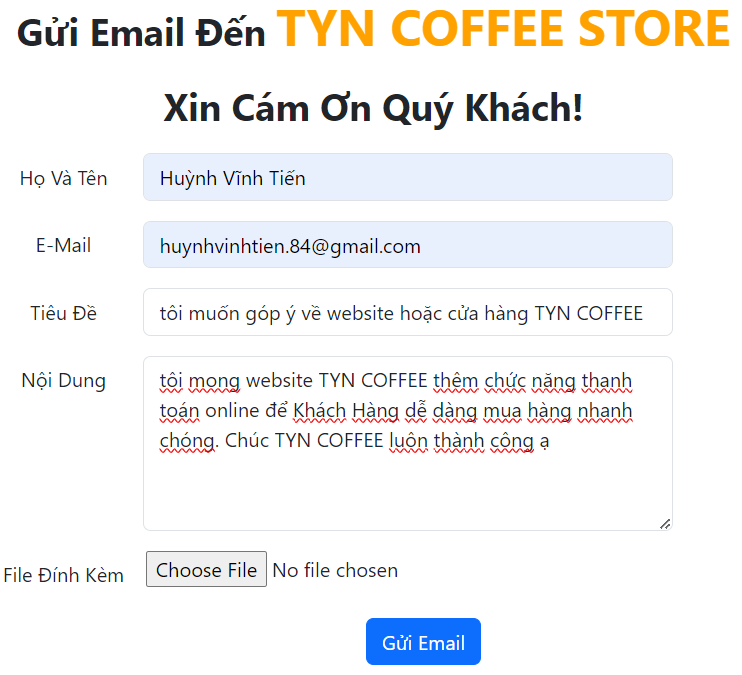 Gửi Email Đến TYN COFFEE STORE
Xin Cám Ơn Quý Khách!
Họ Và Tên Huỳnh Vĩnh Tiến
E-Mail huynhvinhtien.84@gmail.com
Tiêu Đề tôi muốn góp ý về website hoặc cửa hàng TYN COFFEE
Nội Dung tôi mong website TYN COFFEE thêm chức năng thanh
toán online để Khách Hàng dễ dàng mua hàng nhanh
chóng. Chúc TYN COFFEE luôn thành công ạ
File Đính Kèm Choose File No file chosen
Gửi Email